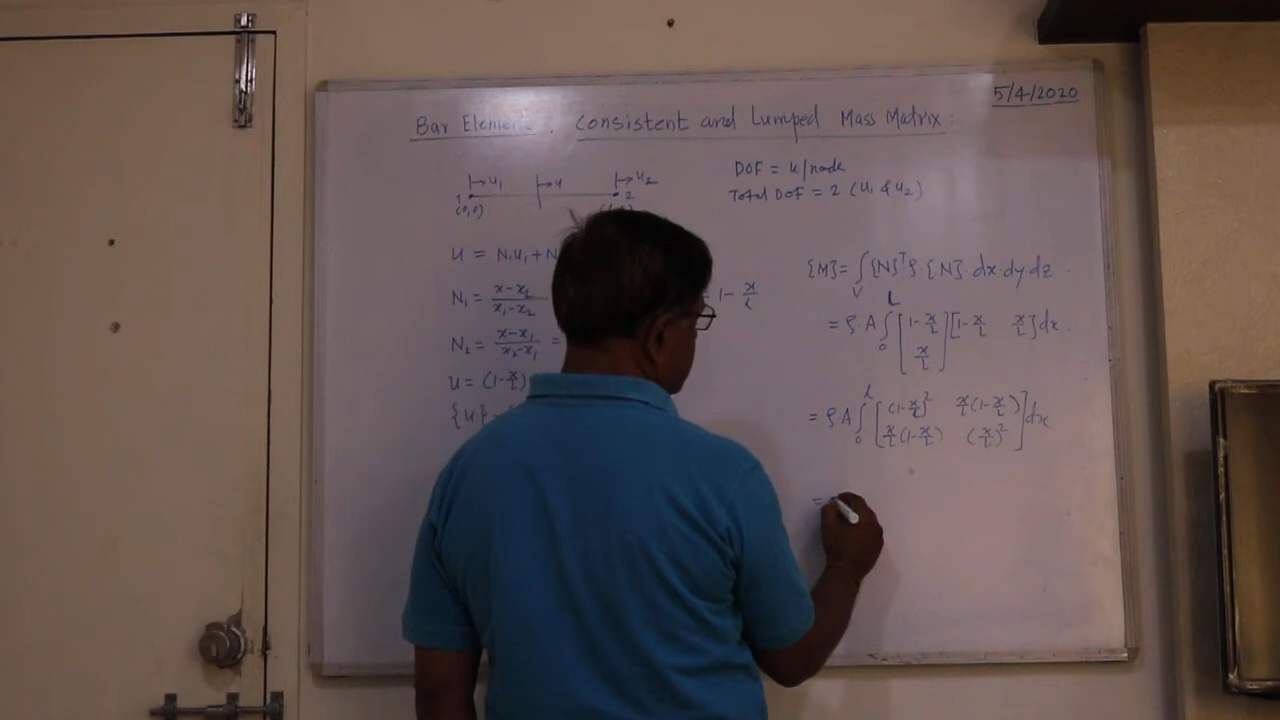 5/4/2020
Bar Element: Consistent and Lumped Mass Matrix:
u₁ u u₂
1 2
(0,0)
DOF = u/node
Total DOF = 2 (u₁ & u₂)
u = N₁u₁ + N
N₁ = (x-x₂)/(x₁-x₂) = 1 - x/L
N₂ = (x-x₁)/(x₂-x₁) =
u = (1-x/L)
{u} =
[M] = ∫V [N]ᵀ ρ · [N] · dx·dy·dz
= ρ·A ∫₀ᴸ [1-x/L ; x/L] [1-x/L x/L] dx
= ρ·A ∫₀ᴸ [(1-x/L)² x/L(1-x/L) ; x/L(1-x/L) (x/L)²] dx
=